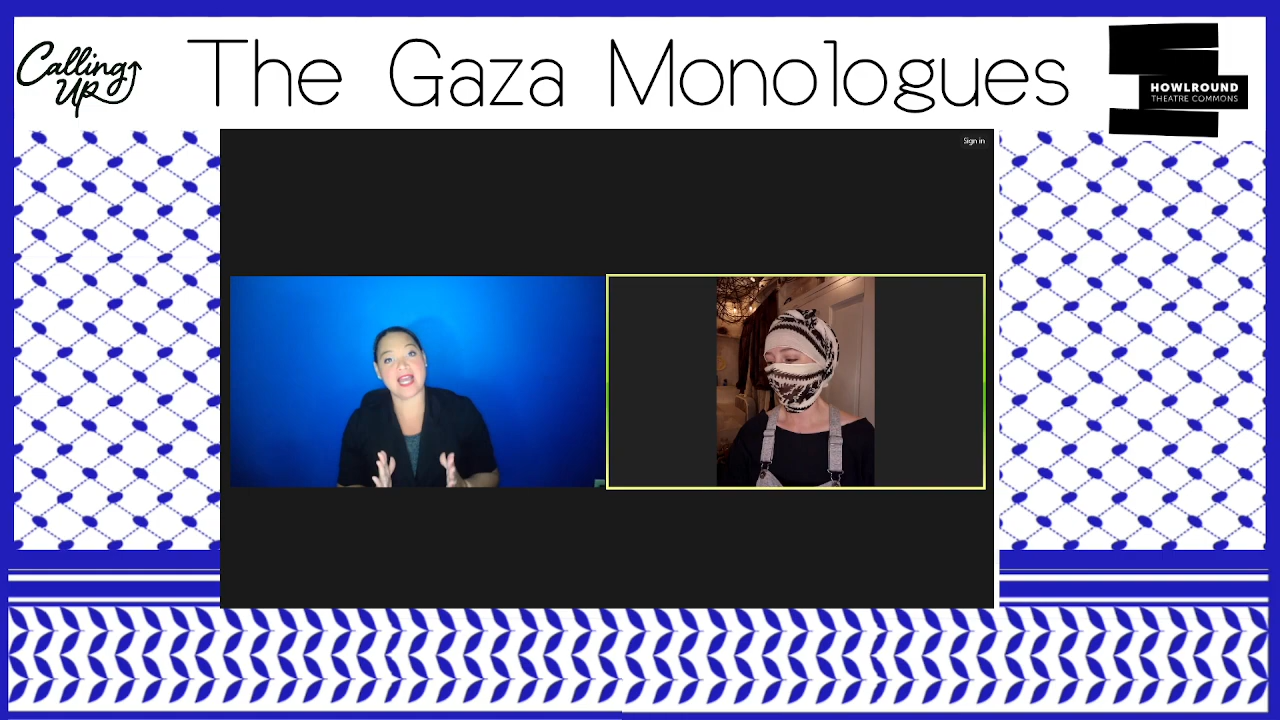 Calling
UP
The Gaza Monologues
HOWLROUND
THEATRE COMMONS
Sign in